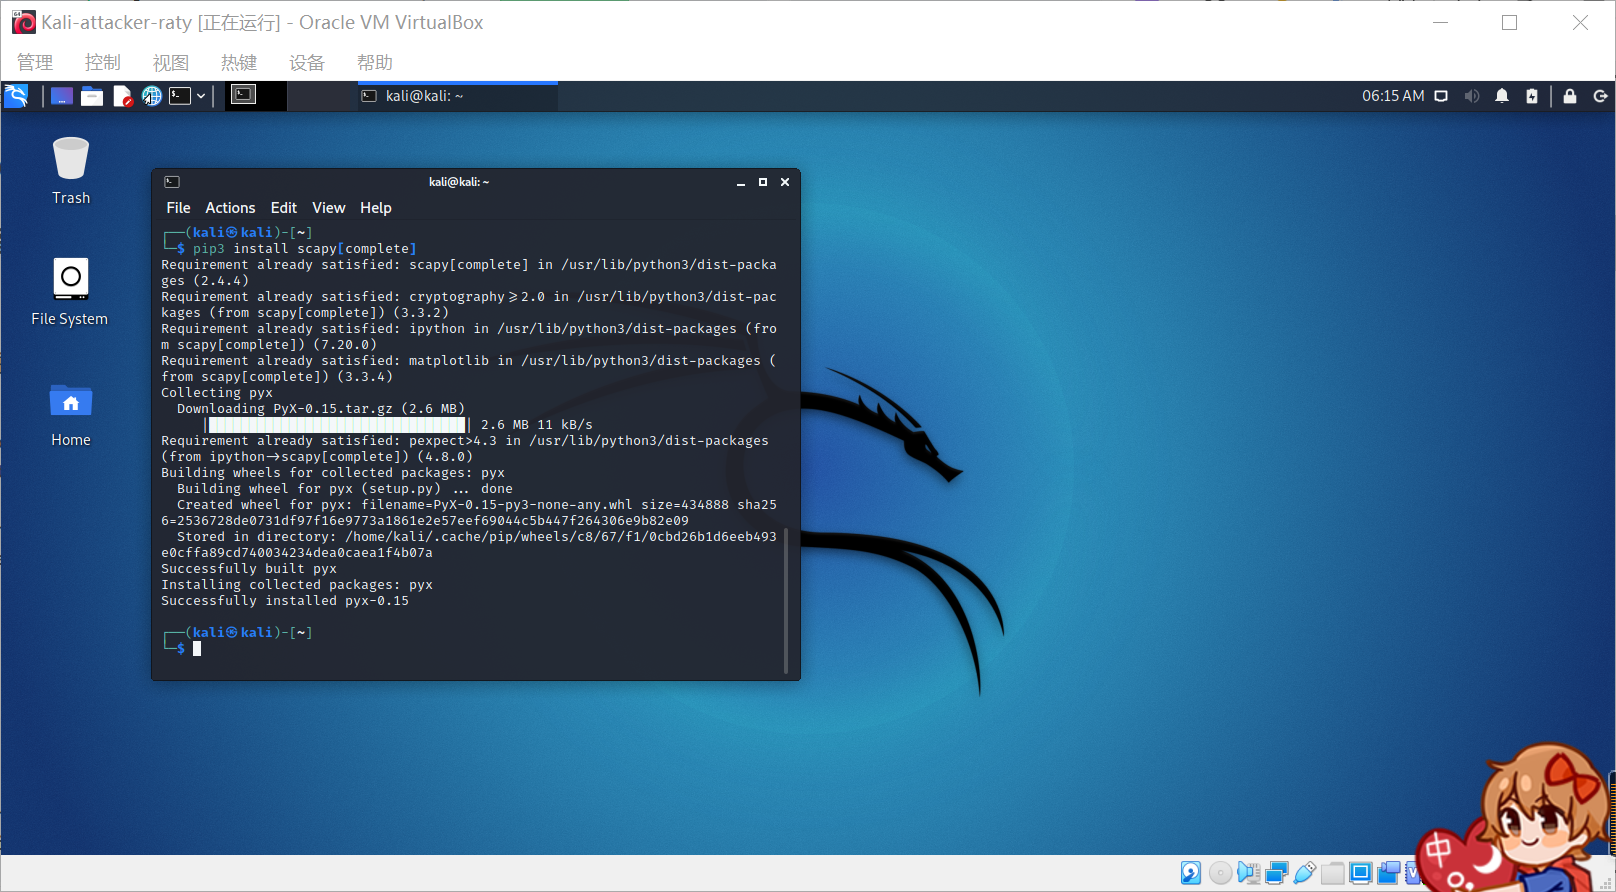 Kali-attacker-raty [正在运行] - Oracle VM VirtualBox
管理 控制 视图 热键 设备 帮助
kali@kali: ~
06:15 AM
Trash
File System
Home
kali@kali: ~
File Actions Edit View Help
┌──(kali㉿kali)-[~]
└─$ pip3 install scapy[complete]
Requirement already satisfied: scapy[complete] in /usr/lib/python3/dist-packa
ges (2.4.4)
Requirement already satisfied: cryptography>=2.0 in /usr/lib/python3/dist-pac
kages (from scapy[complete]) (3.3.2)
Requirement already satisfied: ipython in /usr/lib/python3/dist-packages (fro
m scapy[complete]) (7.20.0)
Requirement already satisfied: matplotlib in /usr/lib/python3/dist-packages (
from scapy[complete]) (3.3.4)
Collecting pyx
Downloading PyX-0.15.tar.gz (2.6 MB)
| | 2.6 MB 11 kB/s
Requirement already satisfied: pexpect>4.3 in /usr/lib/python3/dist-packages
(from ipython->scapy[complete]) (4.8.0)
Building wheels for collected packages: pyx
Building wheel for pyx (setup.py) ... done
Created wheel for pyx: filename=PyX-0.15-py3-none-any.whl size=434888 sha25
6=2536728de0731df97f16e9773a1861e2e57eef69044c5b447f264306e9b82e09
Stored in directory: /home/kali/.cache/pip/wheels/c8/67/f1/0cbd26b1d6eeb493
e0cffa89cd740034234dea0caea1f4b07a
Successfully built pyx
Installing collected packages: pyx
Successfully installed pyx-0.15
┌──(kali㉿kali)-[~]
└─$
中